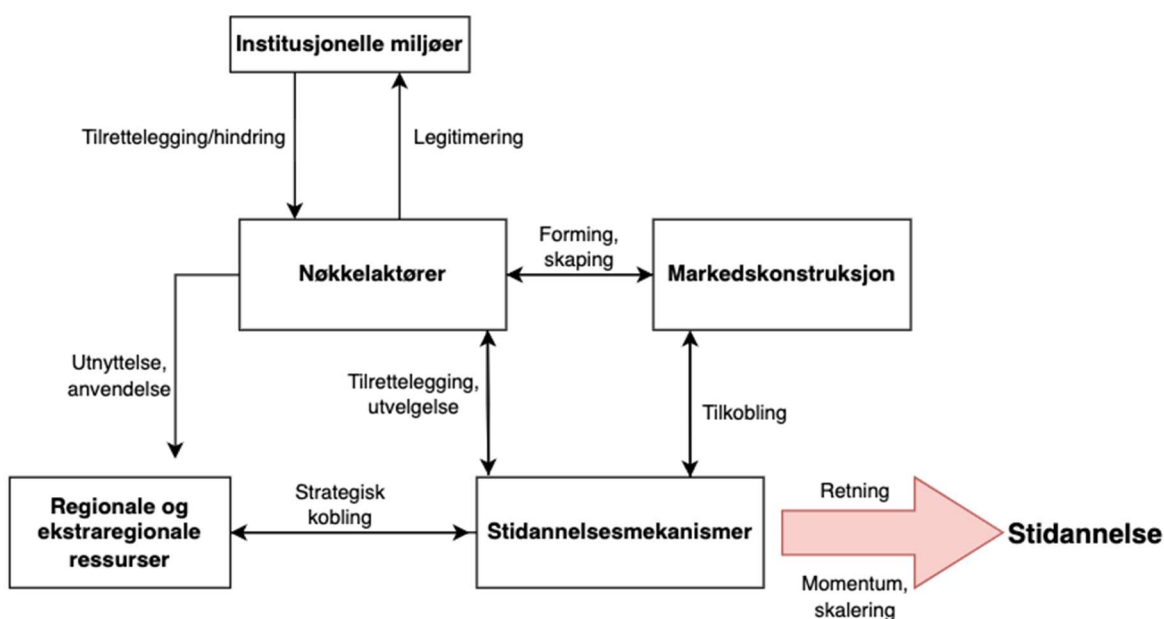 Institusjonelle miljøer
Tilrettelegging/hindring
Legitimering
Nøkkelaktører
Forming,
skaping
Markedskonstruksjon
Utnyttelse,
anvendelse
Tilrettelegging,
utvelgelse
Tilkobling
Regionale og
ekstraregionale
ressurser
Strategisk
kobling
Stidannelsesmekanismer
Retning
Momentum,
skalering
Stidannelse